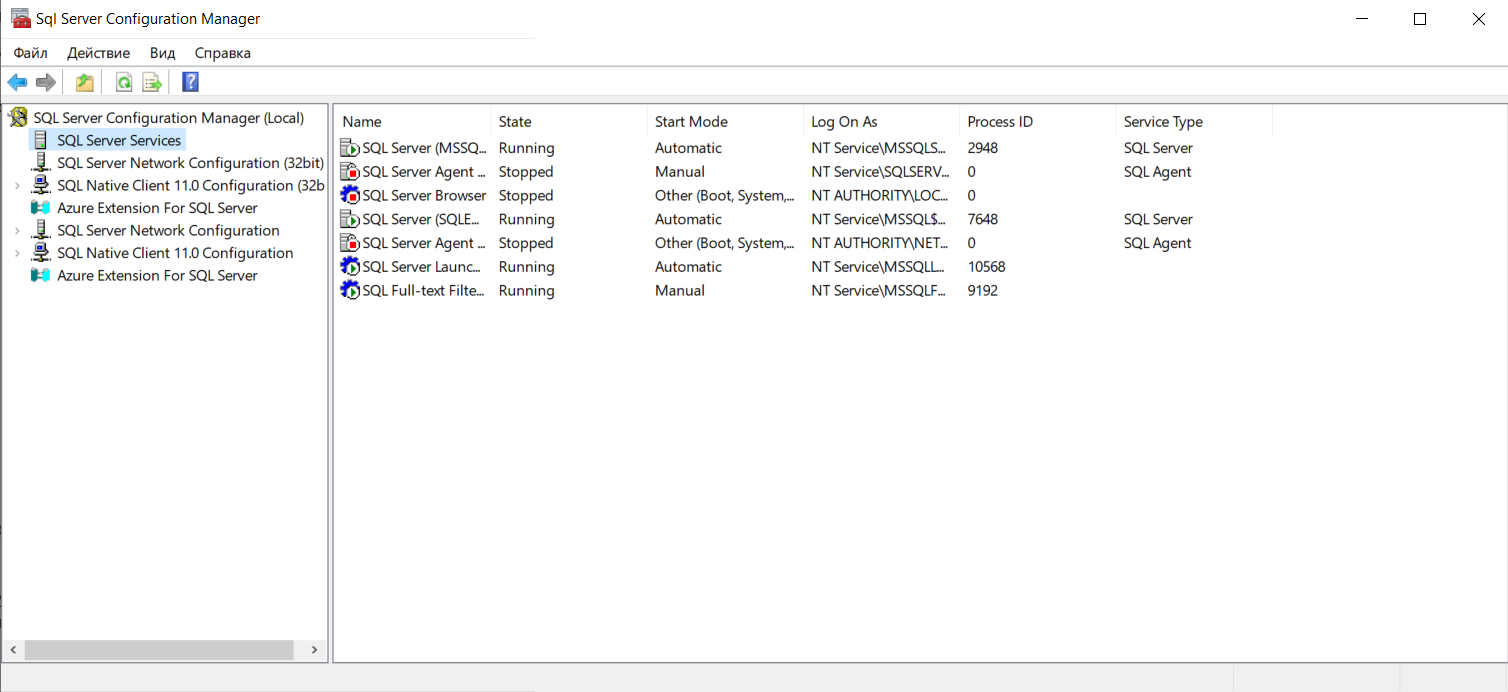 Sql Server Configuration Manager
Файл Действие Вид Справка
SQL Server Configuration Manager (Local)
SQL Server Services
SQL Server Network Configuration (32bit)
SQL Native Client 11.0 Configuration (32b
Azure Extension For SQL Server
SQL Server Network Configuration
SQL Native Client 11.0 Configuration
Azure Extension For SQL Server
Name State Start Mode Log On As Process ID Service Type
SQL Server (MSSQ... Running Automatic NT Service\MSSQLS... 2948 SQL Server
SQL Server Agent ... Stopped Manual NT Service\SQLSERV... 0 SQL Agent
SQL Server Browser Stopped Other (Boot, System,... NT AUTHORITY\LOC... 0
SQL Server (SQLE... Running Automatic NT Service\MSSQL$... 7648 SQL Server
SQL Server Agent ... Stopped Other (Boot, System,... NT AUTHORITY\NET... 0 SQL Agent
SQL Server Launc... Running Automatic NT Service\MSSQLL... 10568
SQL Full-text Filte... Running Manual NT Service\MSSQLF... 9192